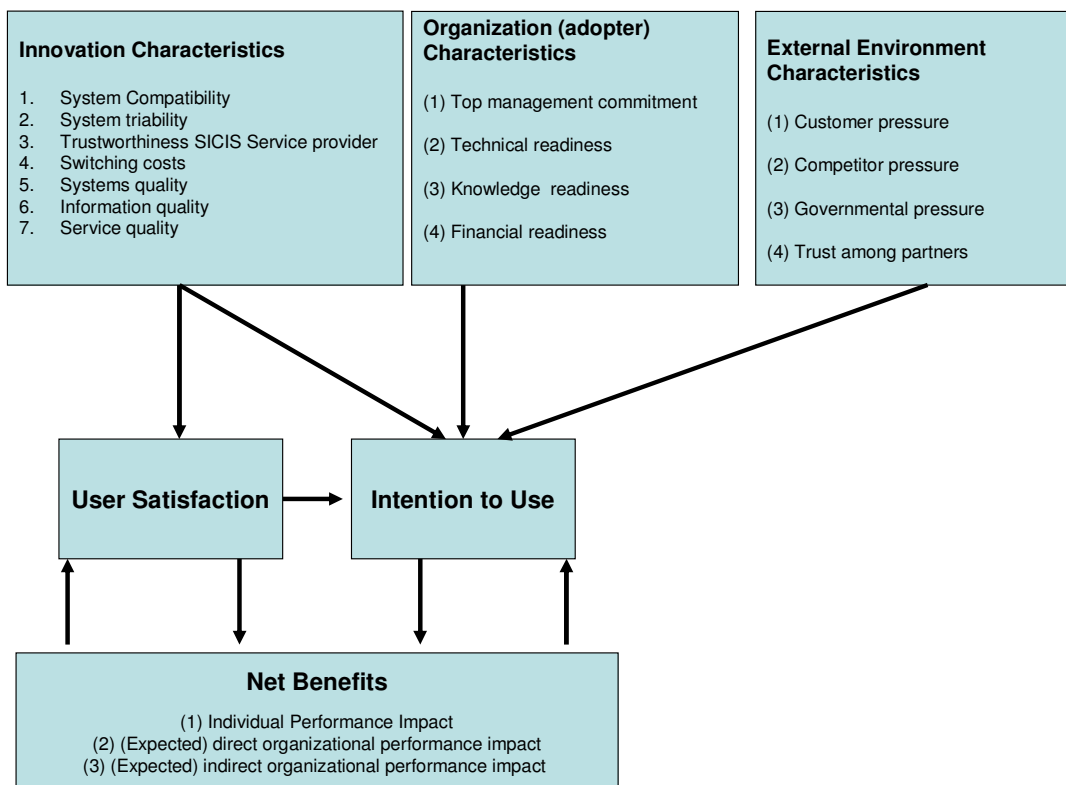 Innovation Characteristics
1. System Compatibility
2. System triability
3. Trustworthiness SICIS Service provider
4. Switching costs
5. Systems quality
6. Information quality
7. Service quality
Organization (adopter)
Characteristics
(1) Top management commitment
(2) Technical readiness
(3) Knowledge readiness
(4) Financial readiness
External Environment
Characteristics
(1) Customer pressure
(2) Competitor pressure
(3) Governmental pressure
(4) Trust among partners
User Satisfaction
Intention to Use
Net Benefits
(1) Individual Performance Impact
(2) (Expected) direct organizational performance impact
(3) (Expected) indirect organizational performance impact